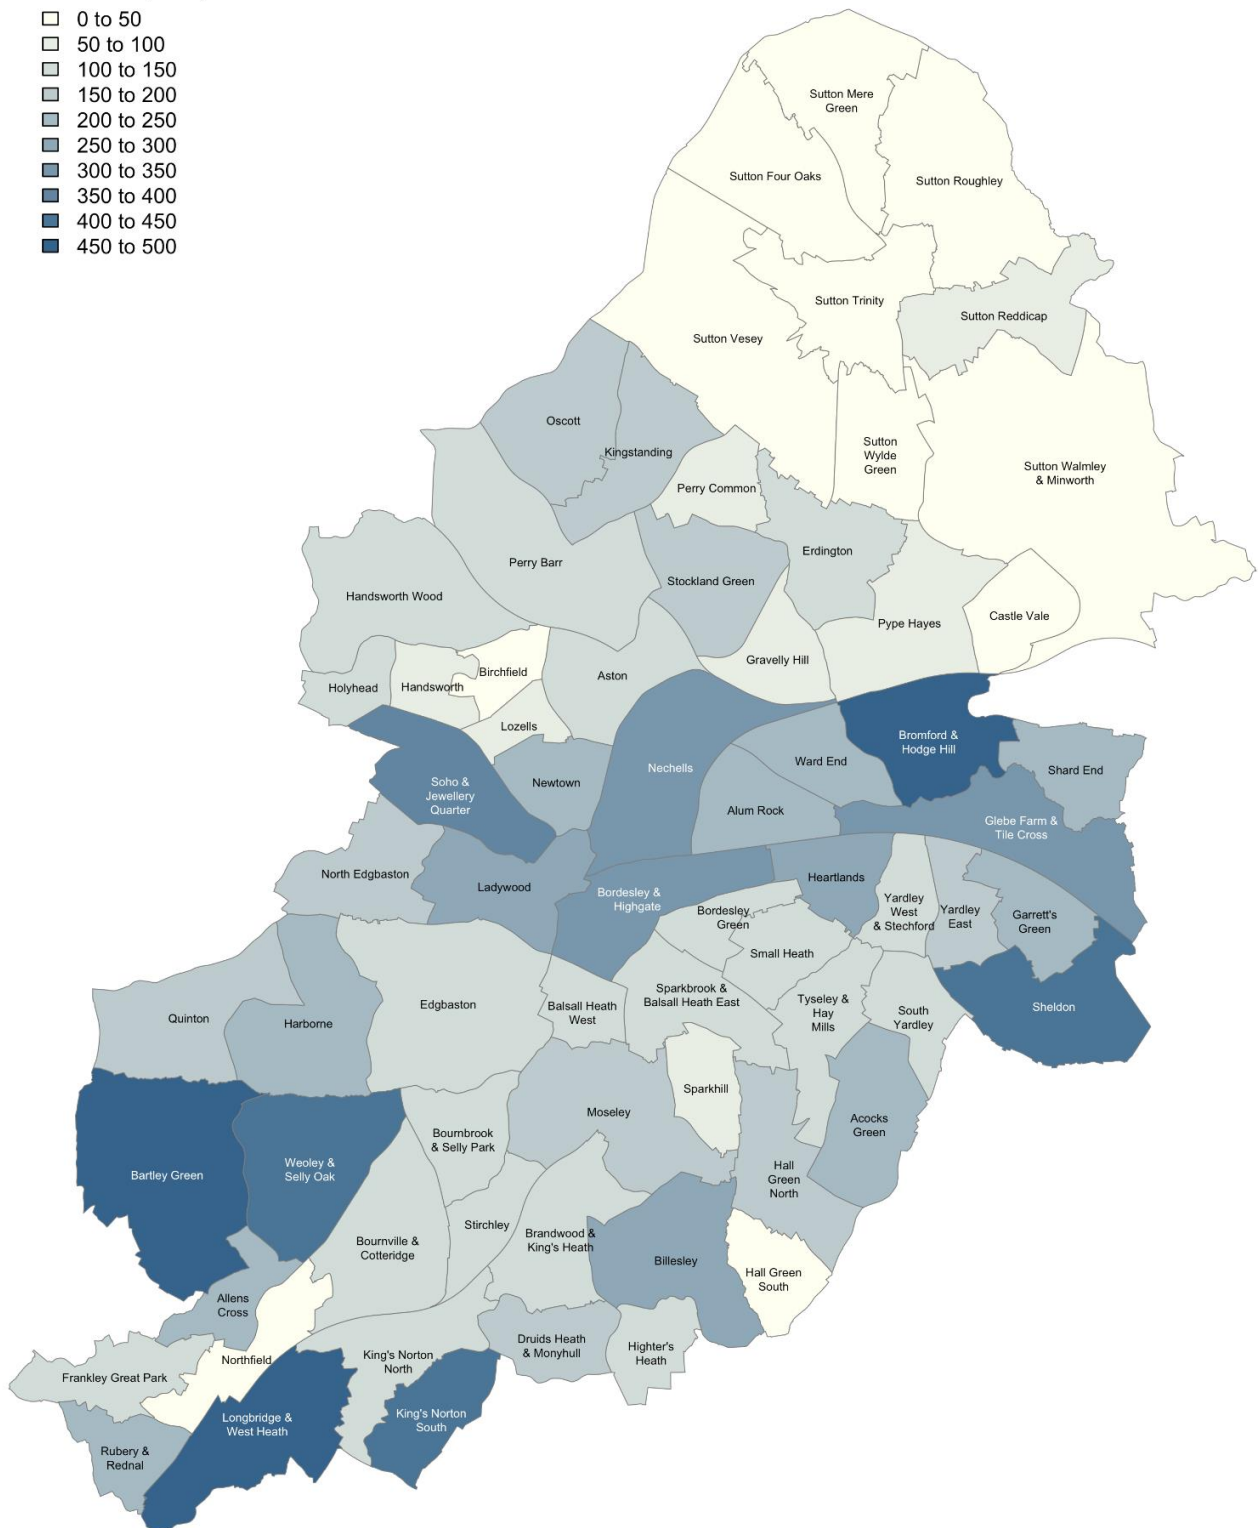 0 to 50
50 to 100
100 to 150
150 to 200
200 to 250
250 to 300
300 to 350
350 to 400
400 to 450
450 to 500
Sutton Mere
Green
Sutton Four Oaks
Sutton Roughley
Sutton Trinity
Sutton Reddicap
Sutton Vesey
Oscott
Kingstanding
Sutton
Wylde
Green
Sutton Walmley
& Minworth
Perry Common
Erdington
Perry Barr
Stockland Green
Handsworth Wood
Castle Vale
Pype Hayes
Gravelly Hill
Birchfield
Aston
Holyhead
Handsworth
Lozells
Bromford &
Hodge Hill
Ward End
Nechells
Shard End
Soho &
Jewellery
Quarter
Newtown
Alum Rock
Glebe Farm &
Tile Cross
North Edgbaston
Ladywood
Bordesley &
Highgate
Heartlands
Bordesley
Green
Yardley
West
& Stechford
Yardley
East
Garrett's
Green
Small Heath
Sparkbrook &
Balsall Heath East
Edgbaston
Balsall Heath
West
Tyseley &
Hay
Mills
South
Yardley
Sheldon
Quinton
Harborne
Sparkhill
Moseley
Acocks
Green
Bournbrook
& Selly Park
Bartley Green
Weoley &
Selly Oak
Hall
Green
North
Stirchley
Brandwood &
King's Heath
Bournville &
Cotteridge
Billesley
Hall Green
South
Allens
Cross
Druids Heath
& Monyhull
Highter's
Heath
Northfield
King's Norton
North
Frankley Great Park
Longbridge &
West Heath
King's Norton
South
Rubery &
Rednal